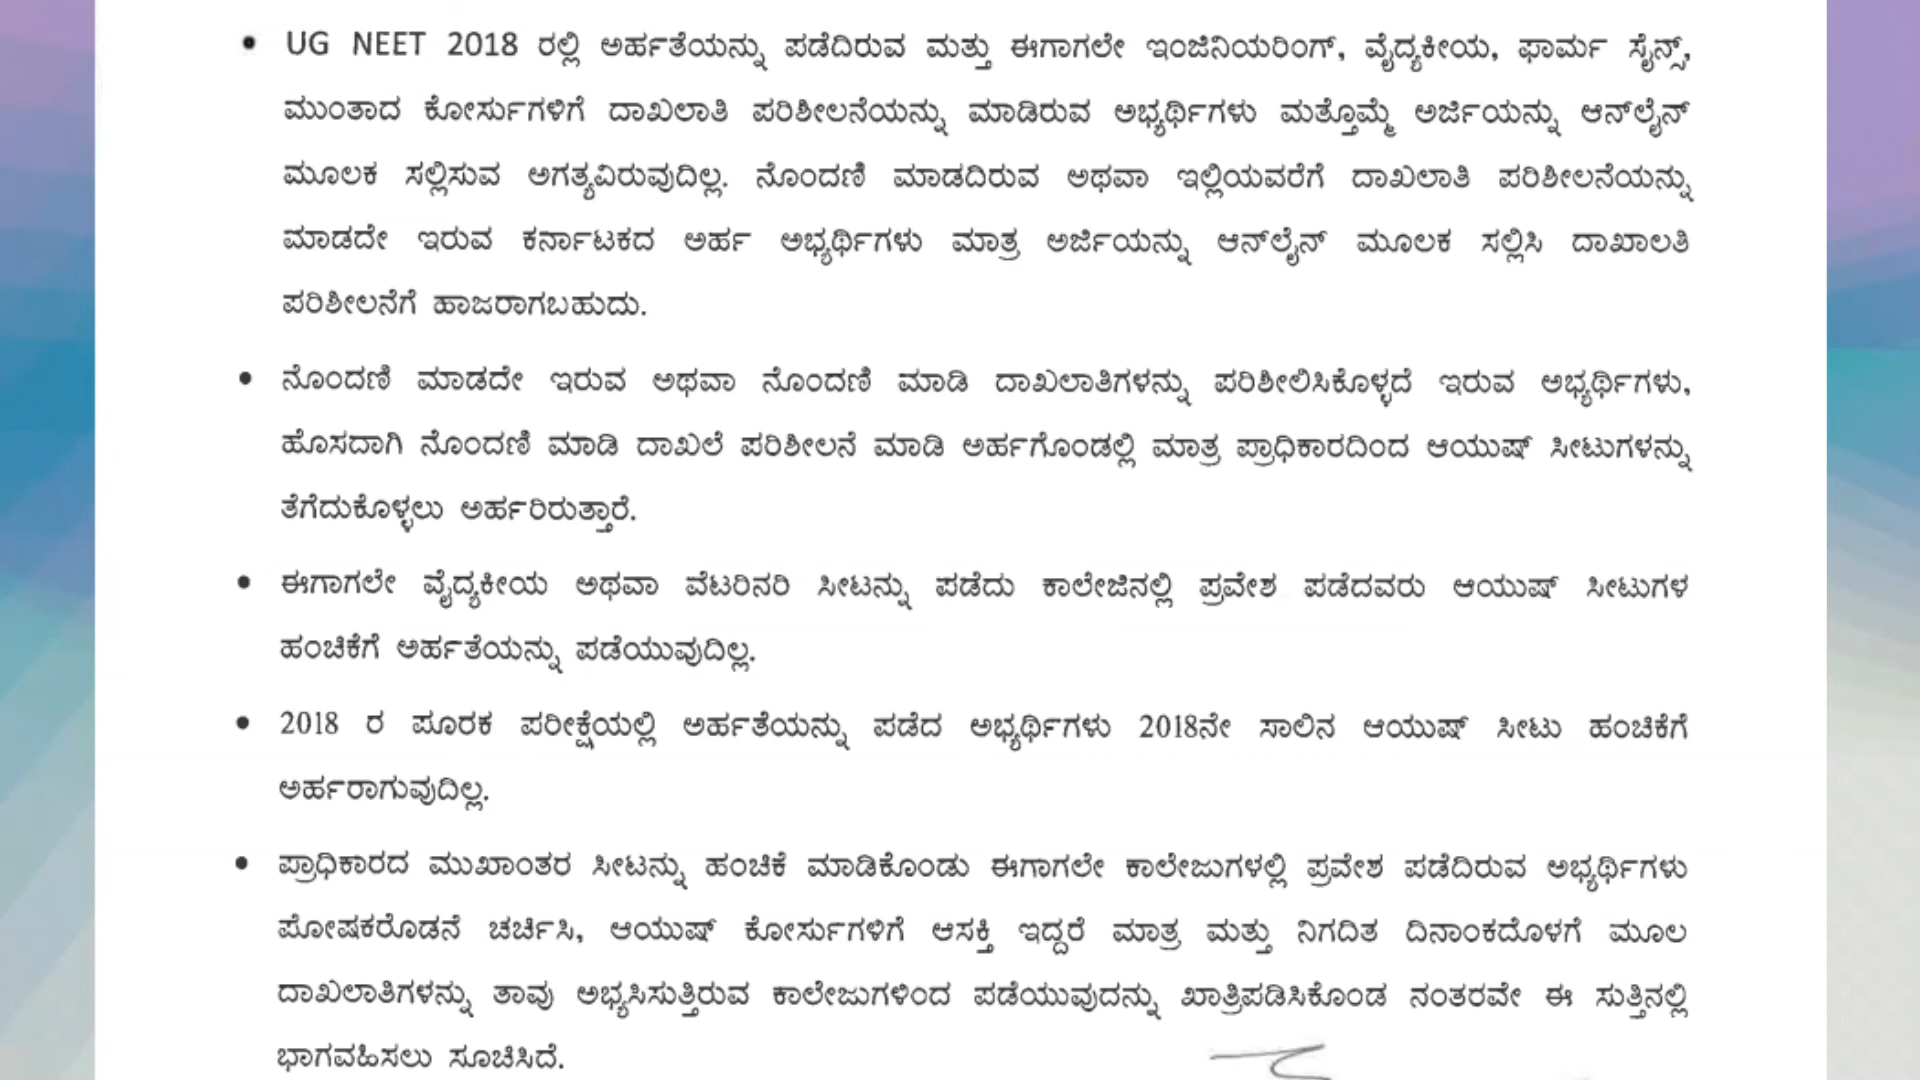 • UG NEET 2018 ರಲ್ಲಿ ಅರ್ಹತೆಯನ್ನು ಪಡೆದಿರುವ ಮತ್ತು ಈಗಾಗಲೇ ಇಂಜಿನಿಯರಿಂಗ್, ವೈದ್ಯಕೀಯ, ಫಾರ್ಮ ಸೈನ್ಸ್,
ಮುಂತಾದ ಕೋರ್ಸುಗಳಿಗೆ ದಾಖಲಾತಿ ಪರಿಶೀಲನೆಯನ್ನು ಮಾಡಿರುವ ಅಭ್ಯರ್ಥಿಗಳು ಮತ್ತೊಮ್ಮೆ ಅರ್ಜಿಯನ್ನು ಆನ್‌ಲೈನ್
ಮೂಲಕ ಸಲ್ಲಿಸುವ ಅಗತ್ಯವಿರುವುದಿಲ್ಲ. ನೊಂದಣಿ ಮಾಡದಿರುವ ಅಥವಾ ಇಲ್ಲಿಯವರೆಗೆ ದಾಖಲಾತಿ ಪರಿಶೀಲನೆಯನ್ನು
ಮಾಡದೇ ಇರುವ ಕರ್ನಾಟಕದ ಅರ್ಹ ಅಭ್ಯರ್ಥಿಗಳು ಮಾತ್ರ ಅರ್ಜಿಯನ್ನು ಆನ್‌ಲೈನ್ ಮೂಲಕ ಸಲ್ಲಿಸಿ ದಾಖಾಲತಿ
ಪರಿಶೀಲನೆಗೆ ಹಾಜರಾಗಬಹುದು.
• ನೊಂದಣಿ ಮಾಡದೇ ಇರುವ ಅಥವಾ ನೊಂದಣಿ ಮಾಡಿ ದಾಖಲಾತಿಗಳನ್ನು ಪರಿಶೀಲಿಸಿಕೊಳ್ಳದೆ ಇರುವ ಅಭ್ಯರ್ಥಿಗಳು,
ಹೊಸದಾಗಿ ನೊಂದಣಿ ಮಾಡಿ ದಾಖಲೆ ಪರಿಶೀಲನೆ ಮಾಡಿ ಅರ್ಹಗೊಂಡಲ್ಲಿ ಮಾತ್ರ ಪ್ರಾಧಿಕಾರದಿಂದ ಆಯುಷ್ ಸೀಟುಗಳನ್ನು
ತೆಗೆದುಕೊಳ್ಳಲು ಅರ್ಹರಿರುತ್ತಾರೆ.
• ಈಗಾಗಲೇ ವೈದ್ಯಕೀಯ ಅಥವಾ ವೆಟರಿನರಿ ಸೀಟನ್ನು ಪಡೆದು ಕಾಲೇಜಿನಲ್ಲಿ ಪ್ರವೇಶ ಪಡೆದವರು ಆಯುಷ್ ಸೀಟುಗಳ
ಹಂಚಿಕೆಗೆ ಅರ್ಹತೆಯನ್ನು ಪಡೆಯುವುದಿಲ್ಲ.
• 2018 ರ ಪೂರಕ ಪರೀಕ್ಷೆಯಲ್ಲಿ ಅರ್ಹತೆಯನ್ನು ಪಡೆದ ಅಭ್ಯರ್ಥಿಗಳು 2018ನೇ ಸಾಲಿನ ಆಯುಷ್ ಸೀಟು ಹಂಚಿಕೆಗೆ
ಅರ್ಹರಾಗುವುದಿಲ್ಲ.
• ಪ್ರಾಧಿಕಾರದ ಮುಖಾಂತರ ಸೀಟನ್ನು ಹಂಚಿಕೆ ಮಾಡಿಕೊಂಡು ಈಗಾಗಲೇ ಕಾಲೇಜುಗಳಲ್ಲಿ ಪ್ರವೇಶ ಪಡೆದಿರುವ ಅಭ್ಯರ್ಥಿಗಳು
ಪೋಷಕರೊಡನೆ ಚರ್ಚಿಸಿ, ಆಯುಷ್ ಕೋರ್ಸುಗಳಿಗೆ ಆಸಕ್ತಿ ಇದ್ದರೆ ಮಾತ್ರ ಮತ್ತು ನಿಗದಿತ ದಿನಾಂಕದೊಳಗೆ ಮೂಲ
ದಾಖಲಾತಿಗಳನ್ನು ತಾವು ಅಭ್ಯಸಿಸುತ್ತಿರುವ ಕಾಲೇಜುಗಳಿಂದ ಪಡೆಯುವುದನ್ನು ಖಾತ್ರಿಪಡಿಸಿಕೊಂಡ ನಂತರವೇ ಈ ಸುತ್ತಿನಲ್ಲಿ
ಭಾಗವಹಿಸಲು ಸೂಚಿಸಿದೆ.